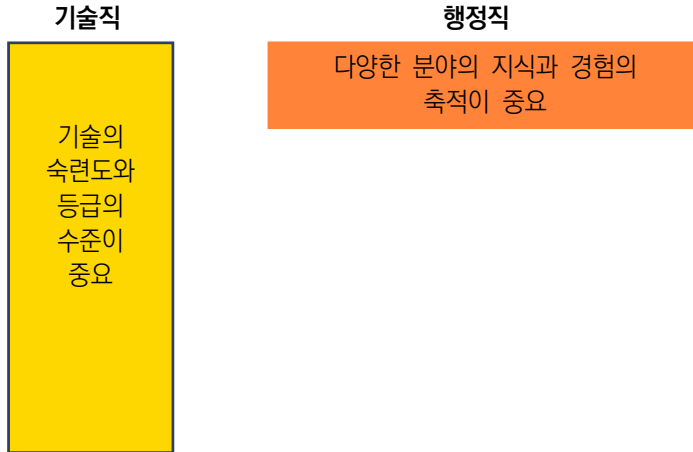 기술직
행정직
기술의
숙련도와
등급의
수준이
중요
다양한 분야의 지식과 경험의
축적이 중요